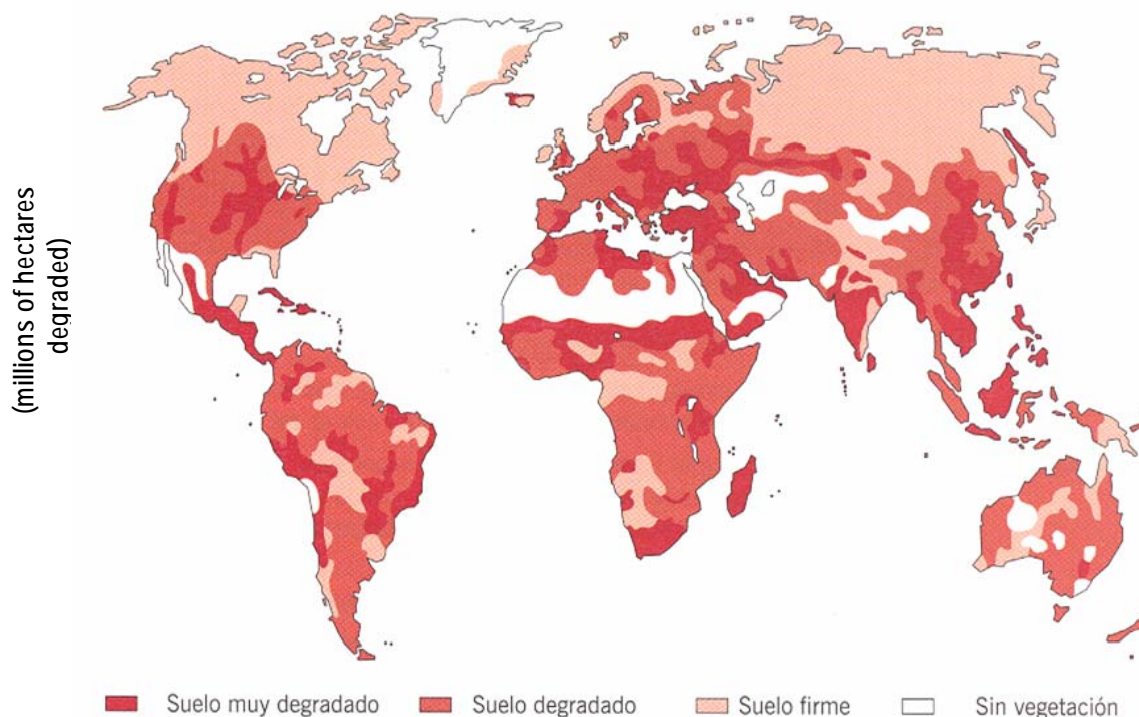 (millions of hectares
degraded)
Suelo muy degradado
Suelo degradado
Suelo firme
Sin vegetación